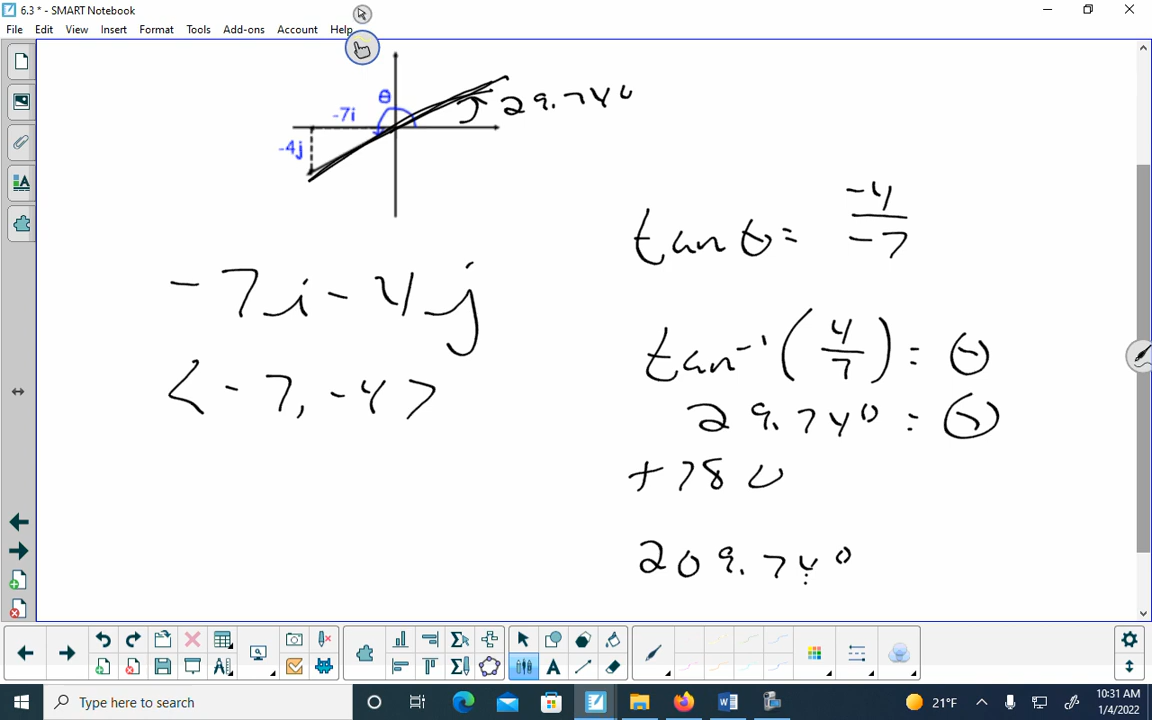 6.3 * - SMART Notebook
File Edit View Insert Format Tools Add-ons Account Help
θ
-7i
29.74°
-4j
tan θ = -4/-7
-7i - 4j
tan⁻¹(4/7) = θ
<-7, -4>
29.74° = θ
+180
209.74°
Type here to search
21°F
10:31 AM
1/4/2022